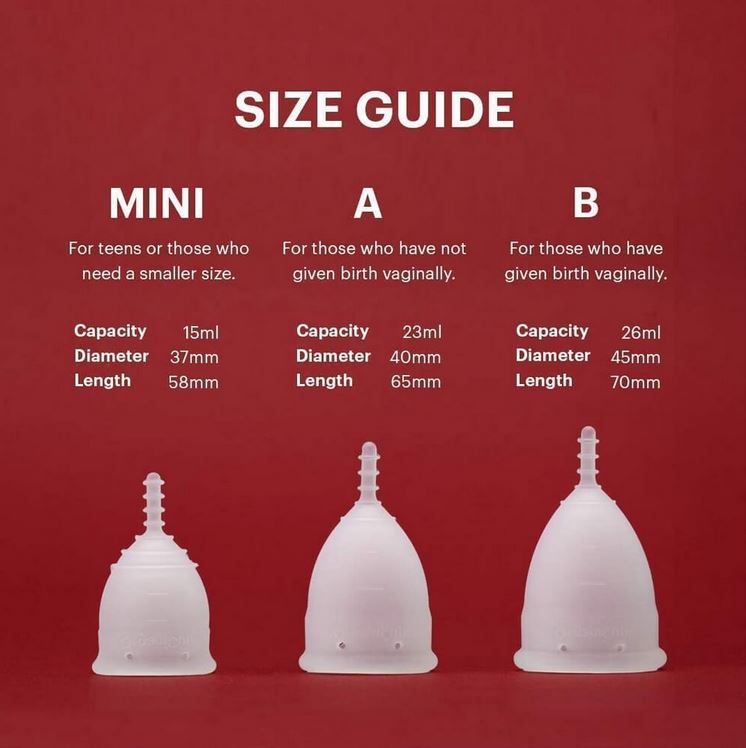 SIZE GUIDE
MINI
For teens or those who
need a smaller size.
Capacity 15ml
Diameter 37mm
Length 58mm
A
For those who have not
given birth vaginally.
Capacity 23ml
Diameter 40mm
Length 65mm
B
For those who have
given birth vaginally.
Capacity 26ml
Diameter 45mm
Length 70mm